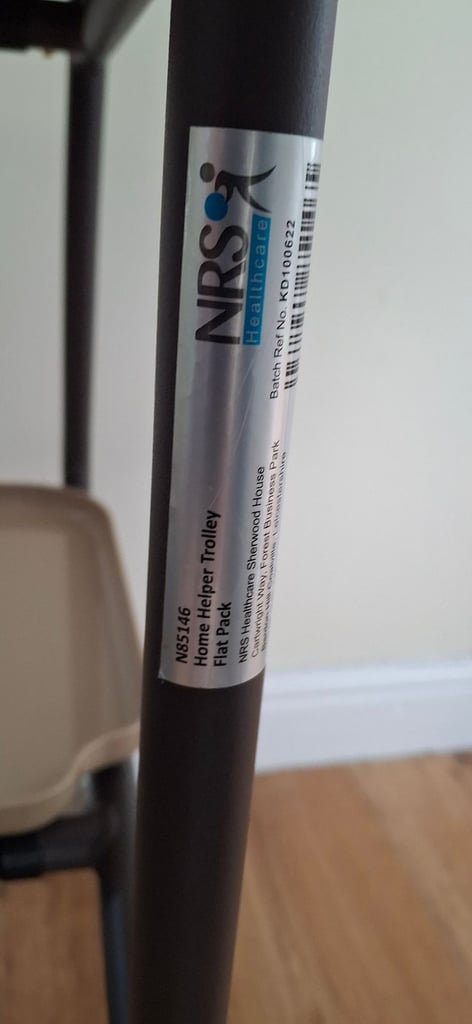 NRS
Healthcare
Batch Ref No. KD100622
N85146
Home Helper Trolley
Flat Pack
NRS Healthcare Sherwood House
Cartwright Way, Forest Business Park
Leicestershire